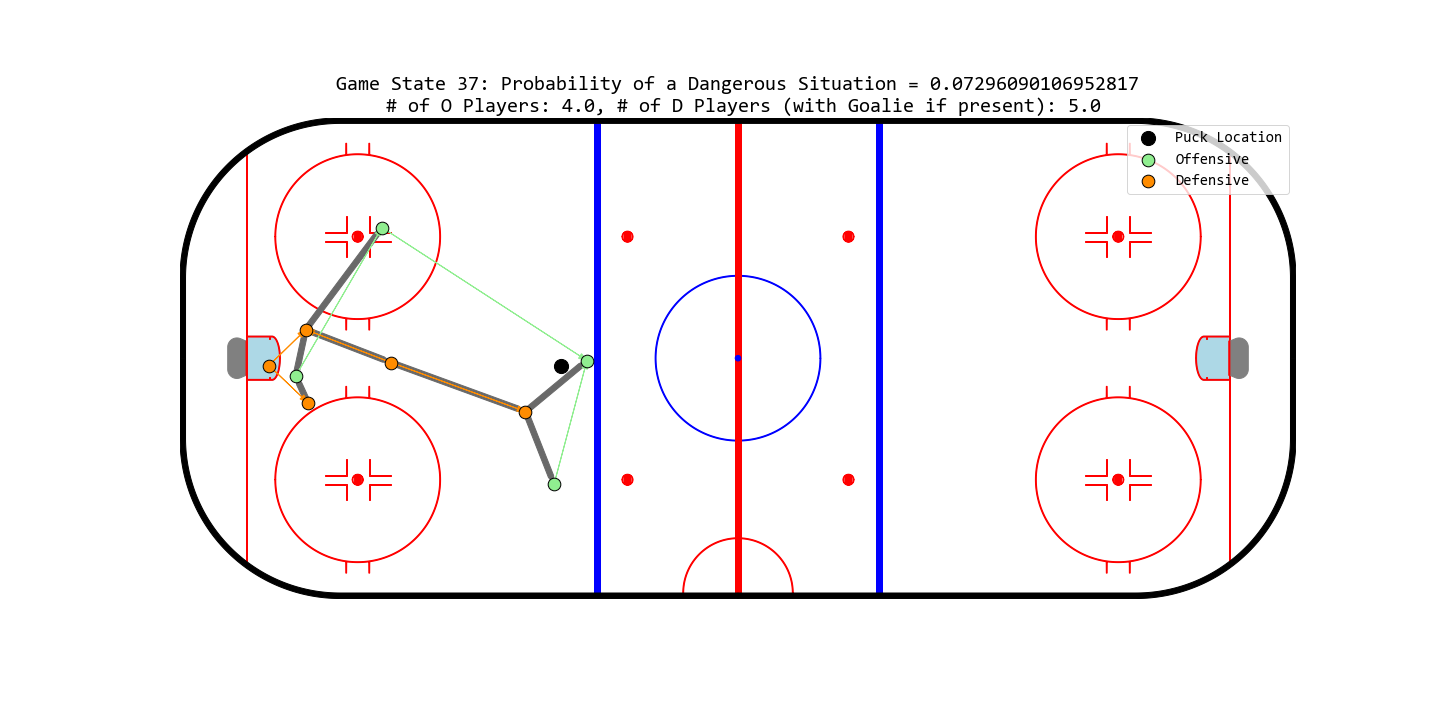 Game State 37: Probability of a Dangerous Situation = 0.07296090106952817
# of O Players: 4.0, # of D Players (with Goalie if present): 5.0
Puck Location
Offensive
Defensive